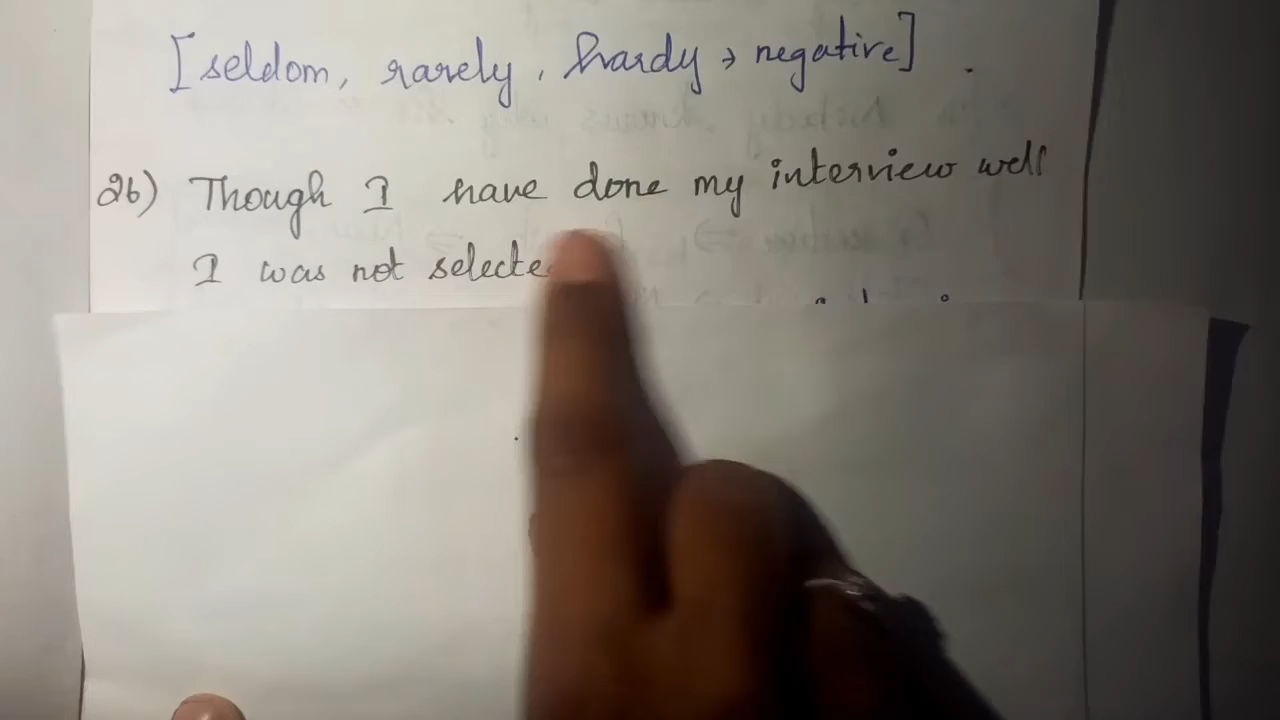 [seldom, rarely, hardy → negative].
26) Though I have done my interview well
I was not selecte